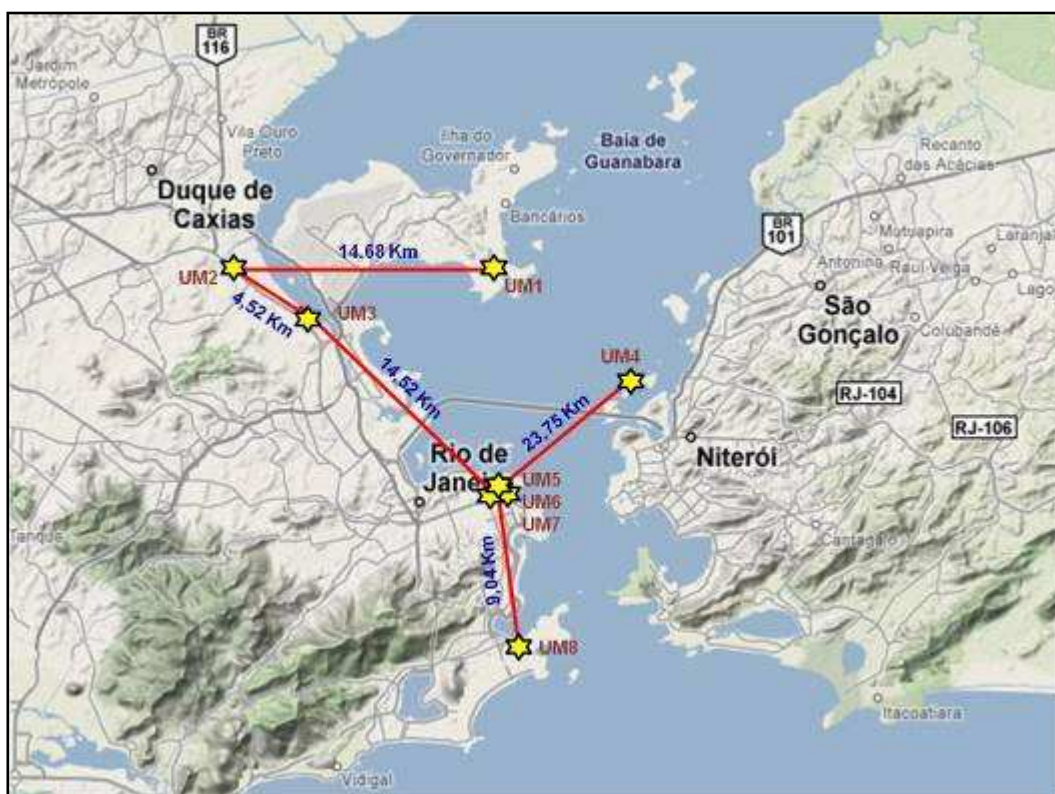 BR
116
Jardim
Metrópole
Vila Ouro
Preto
Ilha do
Governador
Baia de
Guanabara
Recanto
das Acácias
Duque de
Caxias
Bancários
BR
101
Mutuapira
Laranjal
Antonina
Raul Veiga
Lago
14.68 Km
UM2
UM1
São
Gonçalo
Colubandê
4,52 Km
UM3
14,52 Km
UM4
23,75 Km
RJ-104
RJ-106
Rio de
Janei
Niterói
UM5
UM6
UM7
Tanque
Cantagalo
9,04 Km
UM8
Itacoatiara
Vidigal